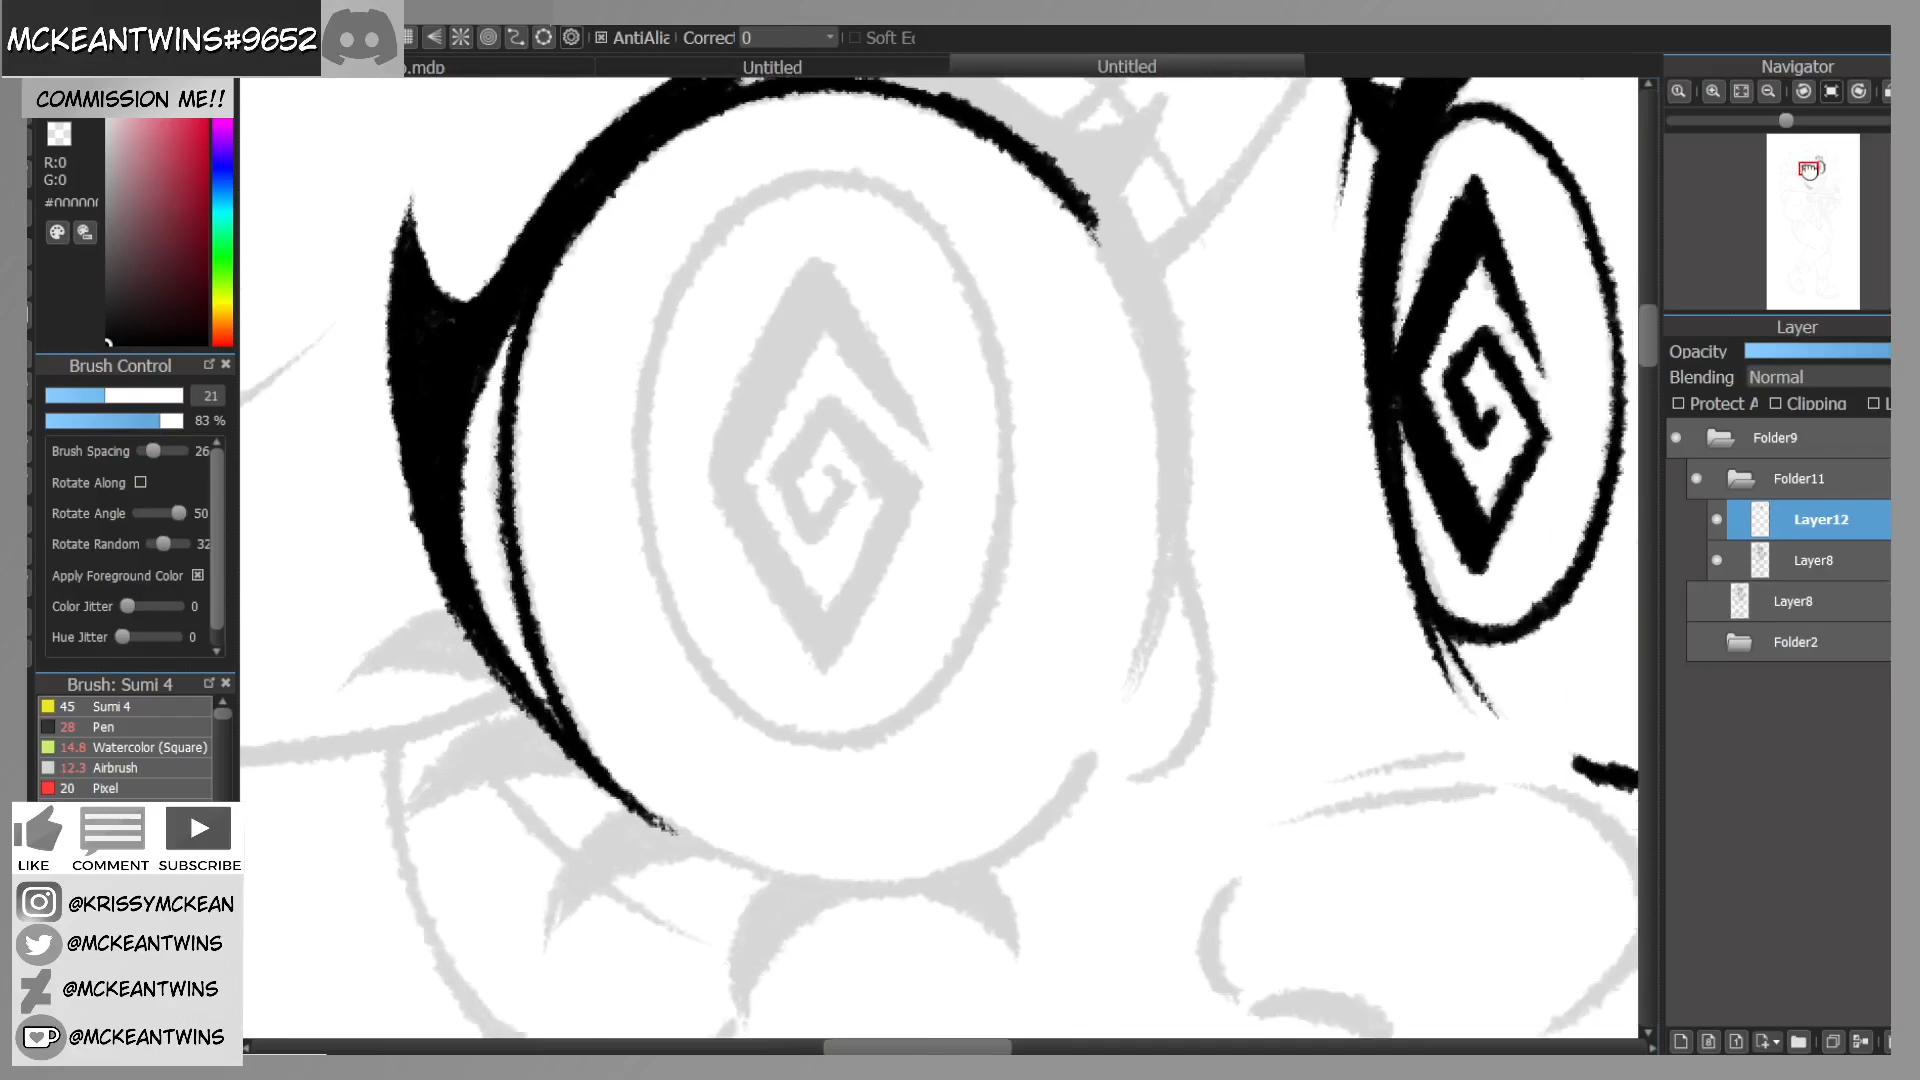 MCKEANTWINS#9652
AntiAlia
Correct
0
Soft Ec
COMMISSION ME!!
.mdp
Untitled
Untitled
Navigator
R:0
G:0
#000000
Brush Control
21
83 %
Brush Spacing
26
Rotate Along
Rotate Angle
50
Rotate Random
32
Apply Foreground Color
Color Jitter
0
Hue Jitter
0
Brush: Sumi 4
45 Sumi 4
28 Pen
14.8 Watercolor (Square)
12.3 Airbrush
20 Pixel
LIKE
COMMENT
SUBSCRIBE
@KRISSYMCKEAN
@MCKEANTWINS
@MCKEANTWINS
@MCKEANTWINS
Layer
Opacity
Blending
Normal
Protect A
Clipping
L
Folder9
Folder11
Layer12
Layer8
Layer8
Folder2